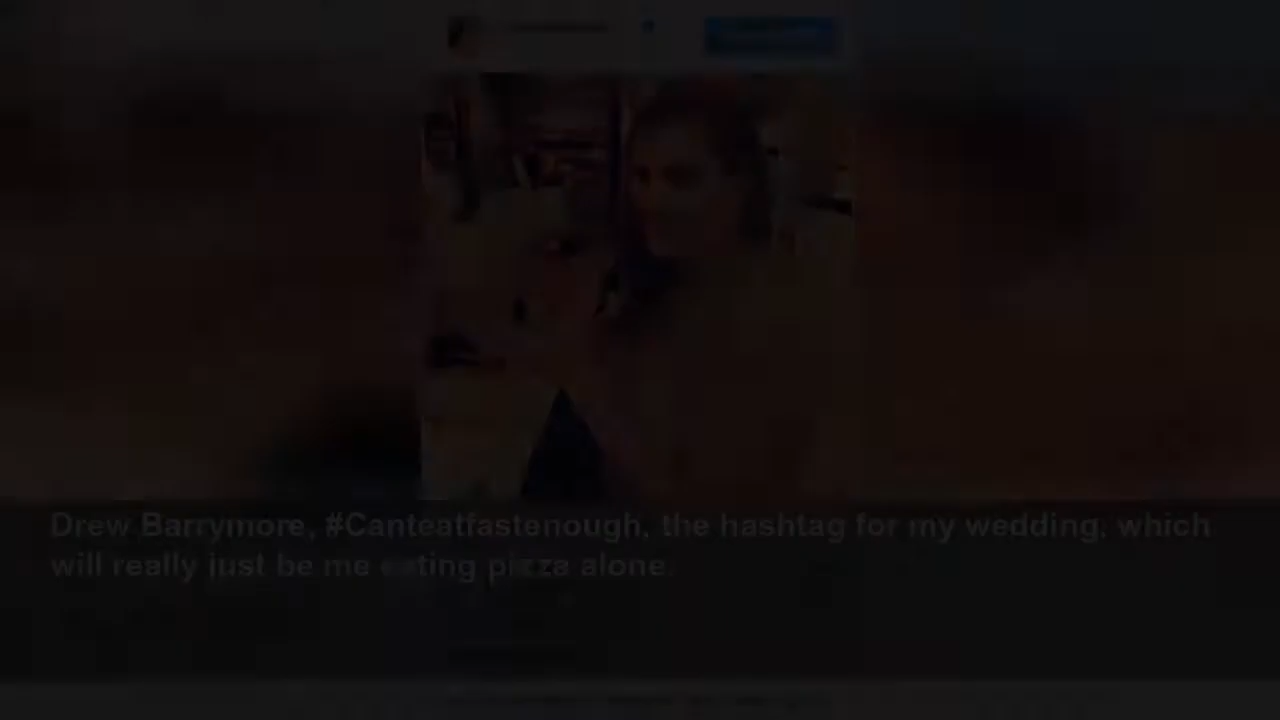 Drew Barrymore, #Canteatfastenough, the hashtag for my wedding, which
will really just be me eating pizza alone.